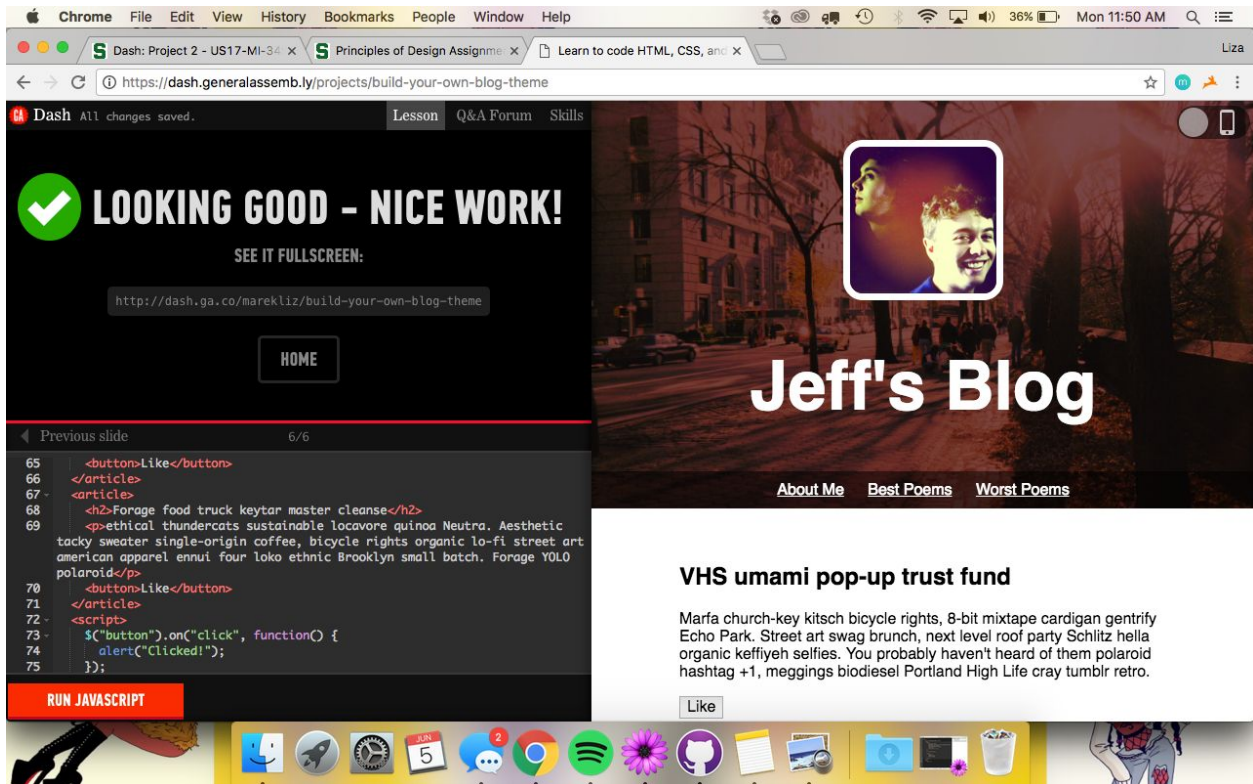 Chrome File Edit View History Bookmarks People Window Help 36% Mon 11:50 AM
Dash: Project 2 - US17-MI-34 Principles of Design Assignme Learn to code HTML, CSS, and Liza
https://dash.generalassemb.ly/projects/build-your-own-blog-theme
GA Dash All changes saved. Lesson Q&A Forum Skills
LOOKING GOOD – NICE WORK!
SEE IT FULLSCREEN:
http://dash.ga.co/marekliz/build-your-own-blog-theme
HOME
Previous slide 6/6
65 <button>Like</button>
66 </article>
67 <article>
68 <h2>Forage food truck keytar master cleanse</h2>
69 <p>ethical thundercats sustainable locavore quinoa Neutra. Aesthetic
tacky sweater single-origin coffee, bicycle rights organic lo-fi street art
american apparel ennui four loko ethnic Brooklyn small batch. Forage YOLO
polaroid</p>
70 <button>Like</button>
71 </article>
72 <script>
73 $("button").on("click", function() {
74 alert("Clicked!");
75 });
RUN JAVASCRIPT
Jeff's Blog
About Me Best Poems Worst Poems
VHS umami pop-up trust fund
Marfa church-key kitsch bicycle rights, 8-bit mixtape cardigan gentrify
Echo Park. Street art swag brunch, next level roof party Schlitz hella
organic keffiyeh selfies. You probably haven't heard of them polaroid
hashtag +1, meggings biodiesel Portland High Life cray tumblr retro.
Like
JUN
5
2